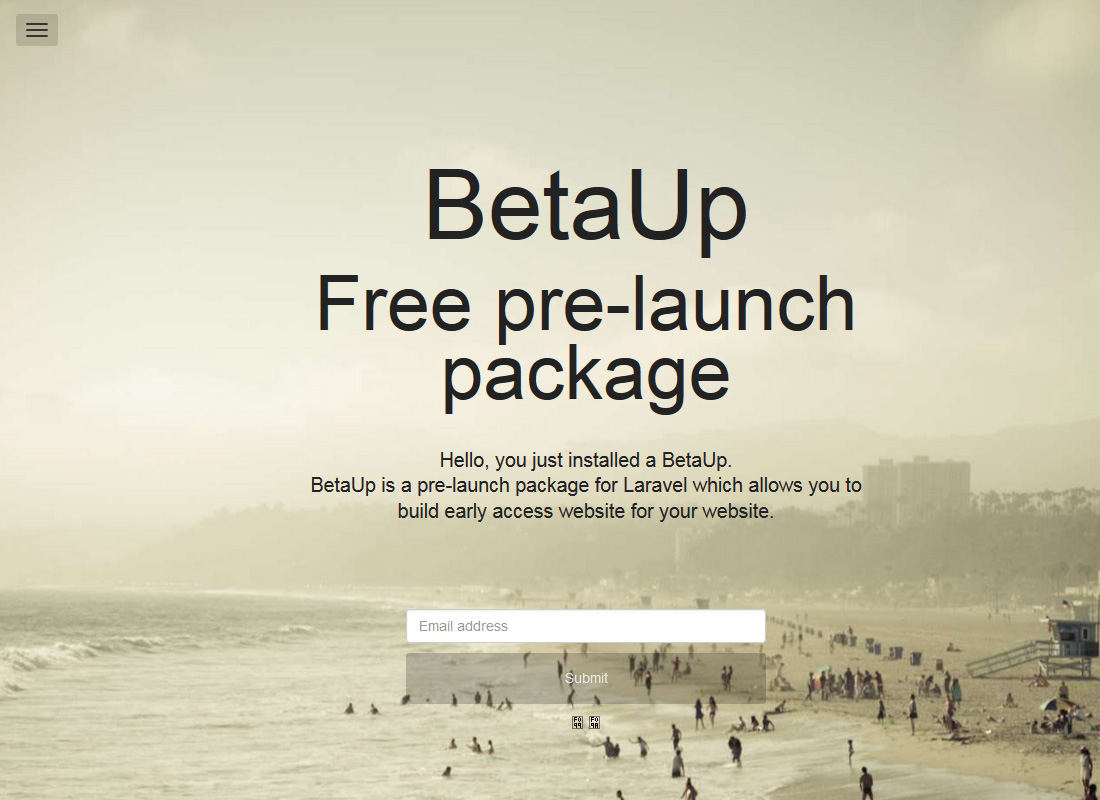 BetaUp
Free pre-launch
package
Hello, you just installed a BetaUp.
BetaUp is a pre-launch package for Laravel which allows you to
build early access website for your website.
Email address
Submit